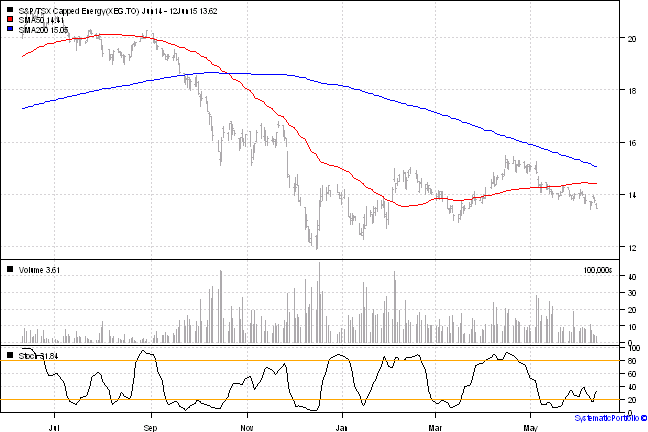 S&P/TSX Capped Energy(XEG.TO) Jun14 - 12Jun15 13.62
SMA50 14.41
SMA200 15.05
20
18
16
14
12
Volume 3.61
100,000s
40
30
20
10
0
Stoch 31.84
100
80
60
40
20
0
Jul
Sep
Nov
Jan
Mar
May
SystematicPortfolio ©